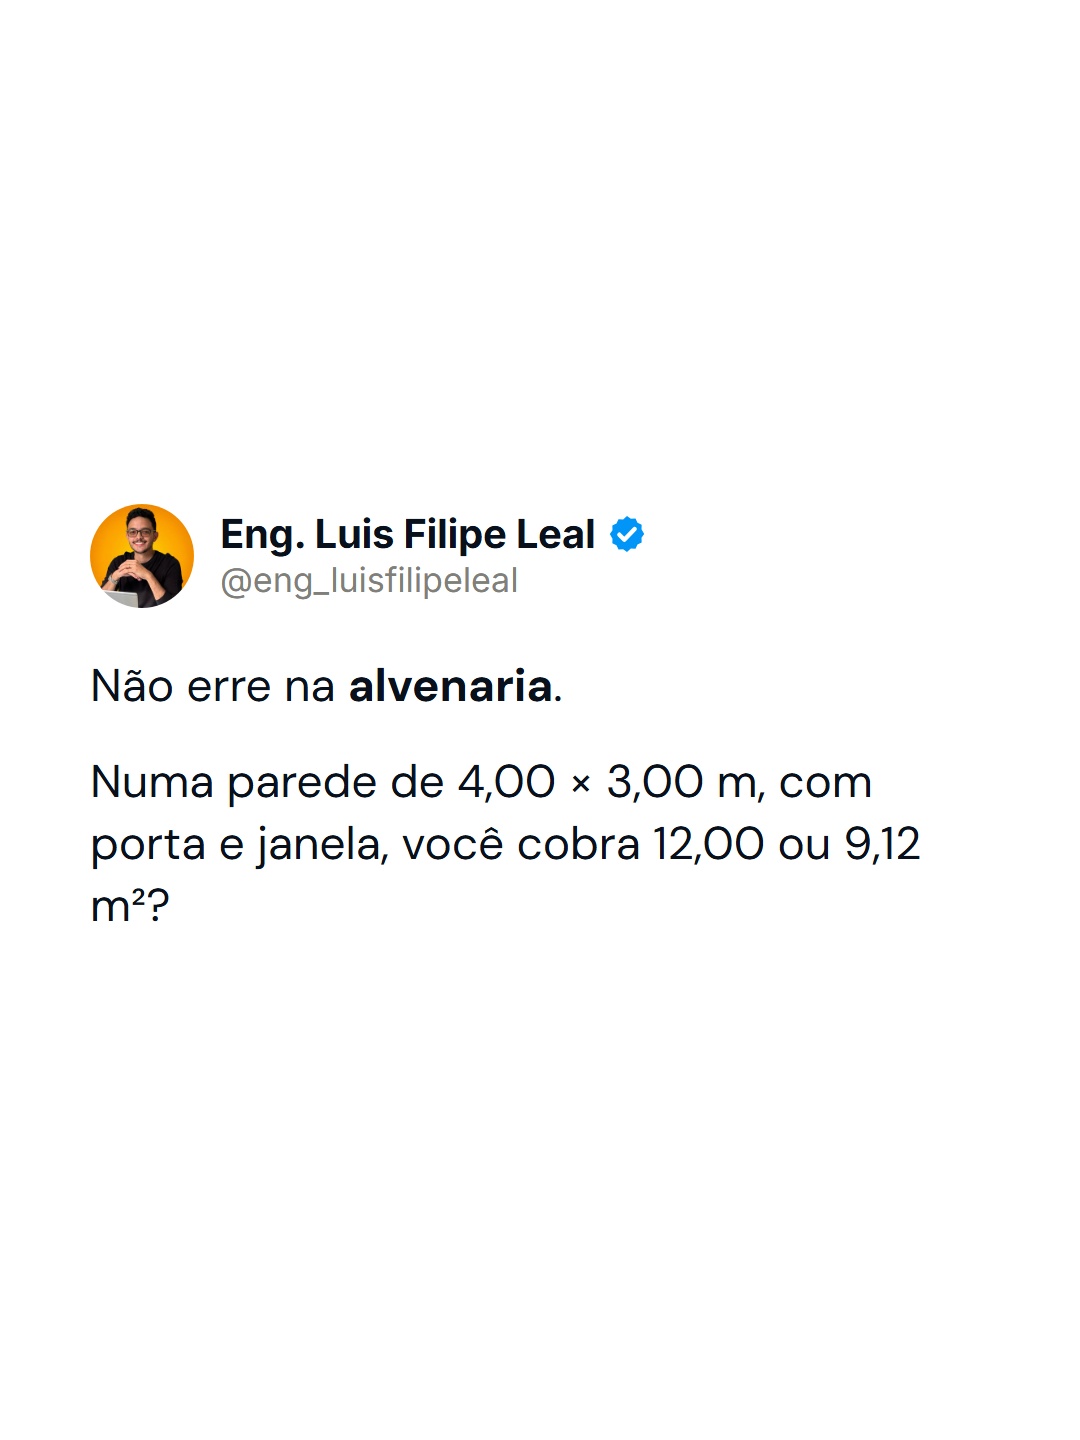 Eng. Luis Filipe Leal
@eng_luisfilipeleal
Não erre na alvenaria.
Numa parede de 4,00 × 3,00 m, com
porta e janela, você cobra 12,00 ou 9,12
m²?